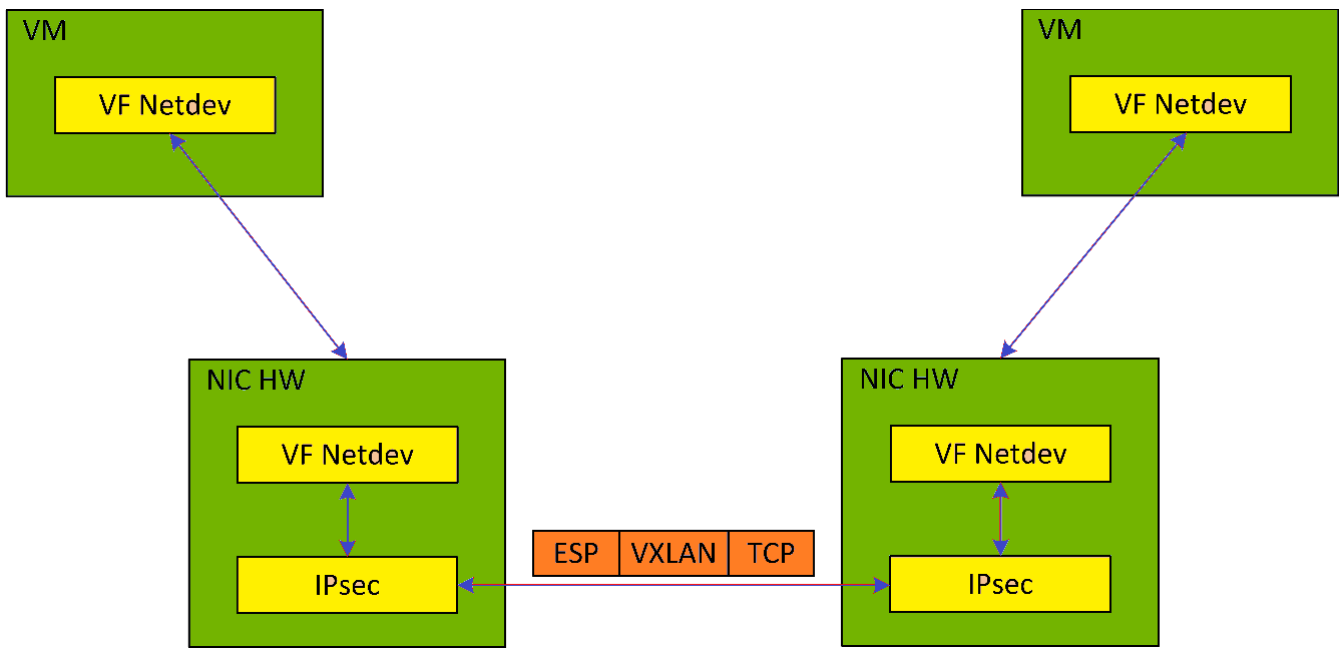 VM
VF Netdev
VM
VF Netdev
NIC HW
VF Netdev
IPsec
ESP VXLAN TCP
NIC HW
VF Netdev
IPsec